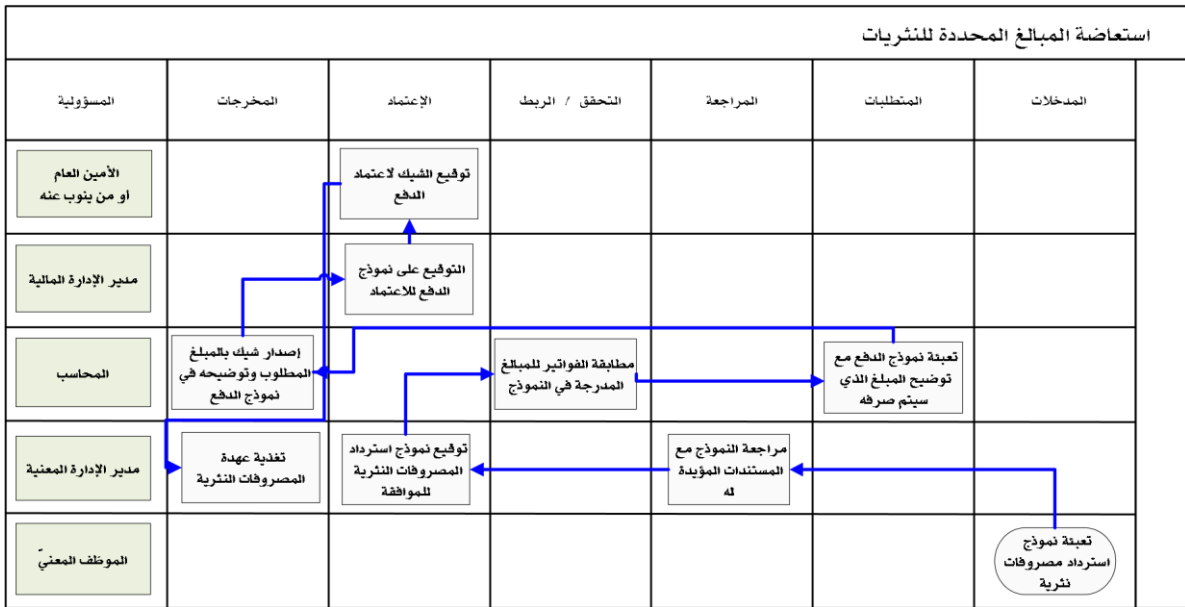 استعاضة المبالغ المحددة للنثريات
المدخلات
المتطلبات
المراجعة
التحقق / الربط
الإعتماد
المخرجات
المسؤولية
توقيع الشيك لاعتماد
الدفع
الأمين العام
او من ينوب عنه
التوقيع على نموذج
الدفع للاعتماد
مدير الإدارة المالية
تعبئة نموذج الدفع مع
توضيح المبلغ الذي
سيتم صرفه
مطابقة الفواتير للمبالغ
المدرجة في النموذج
إصدار شيك بالمبلغ
المطلوب وتوضيحه في
نموذج الدفع
المحاسب
مراجعة النموذج مع
المستندات المؤيدة
له
توقيع نموذج استرداد
المصروفات النثرية
للموافقة
تغذية عهدة
المصروفات النثرية
مدير الإدارة المعنية
تعبئة نموذج
استرداد مصروفات
نثرية
الموظف المعنيّ